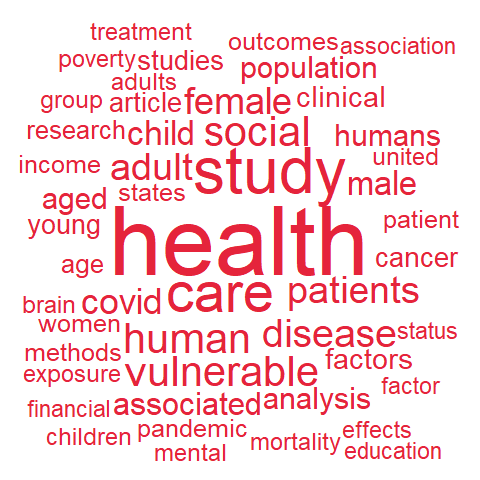 treatment
outcomes association
poverty studies
population
adults
group article female clinical
research child social humans
income adult study united
aged states male
young health patient
age cancer
brain covid care patients
women human disease status
methods factors
exposure vulnerable factor
financial associated analysis
children pandemic effects
mental mortality education